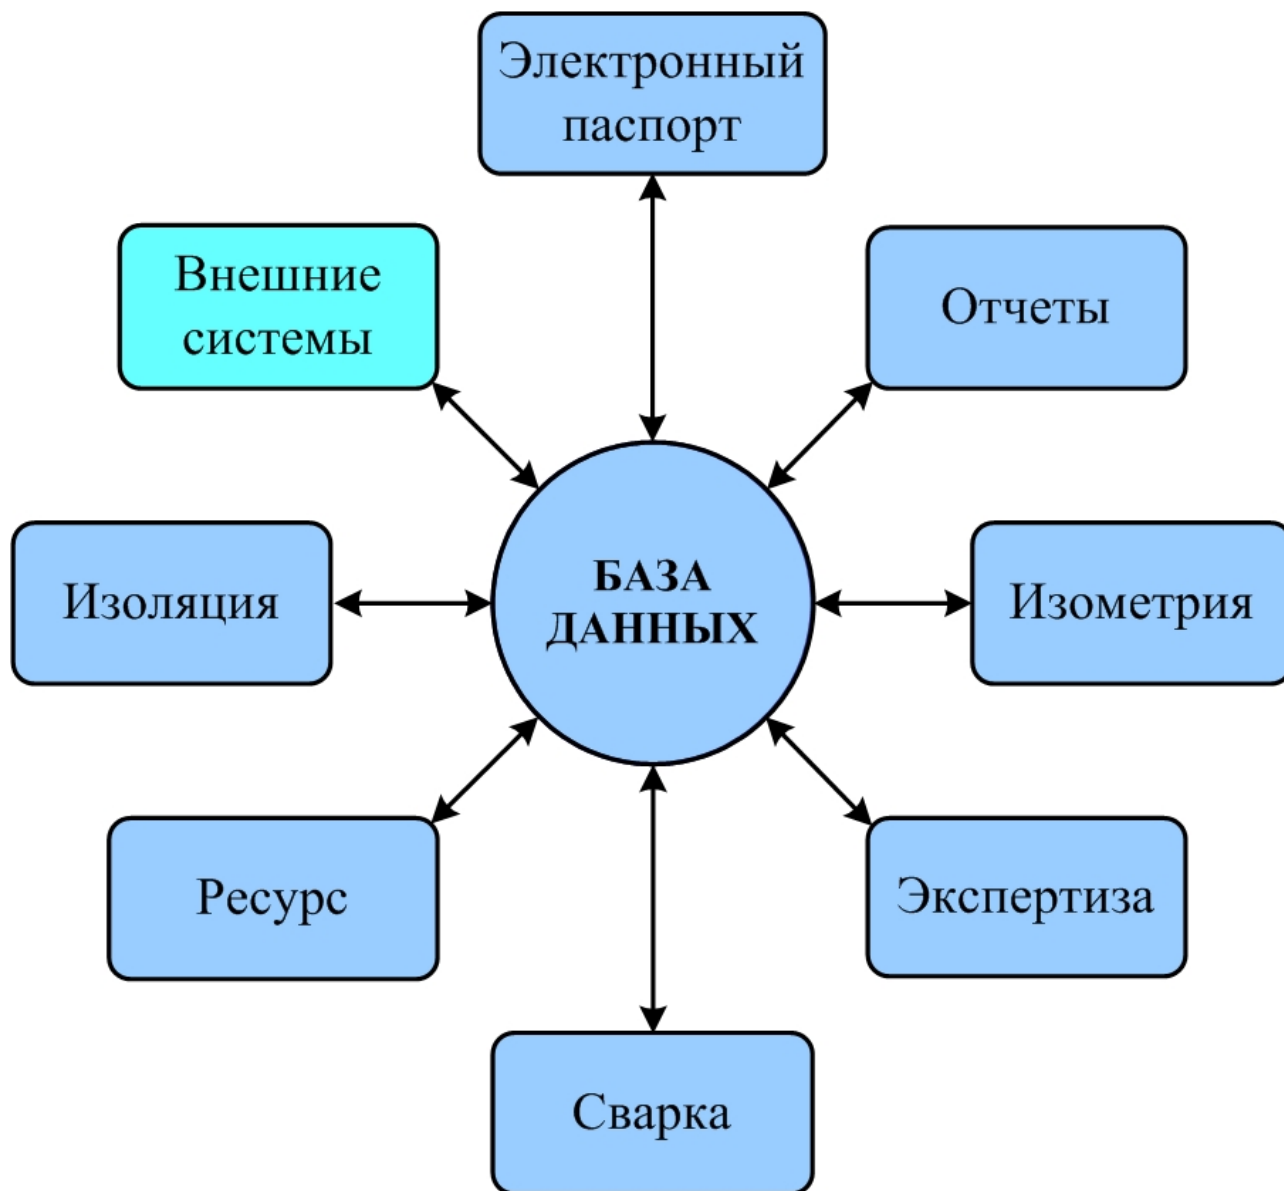 Электронный
паспорт
Внешние
системы
Отчеты
Изоляция
БАЗА
ДАННЫХ
Изометрия
Ресурс
Экспертиза
Сварка